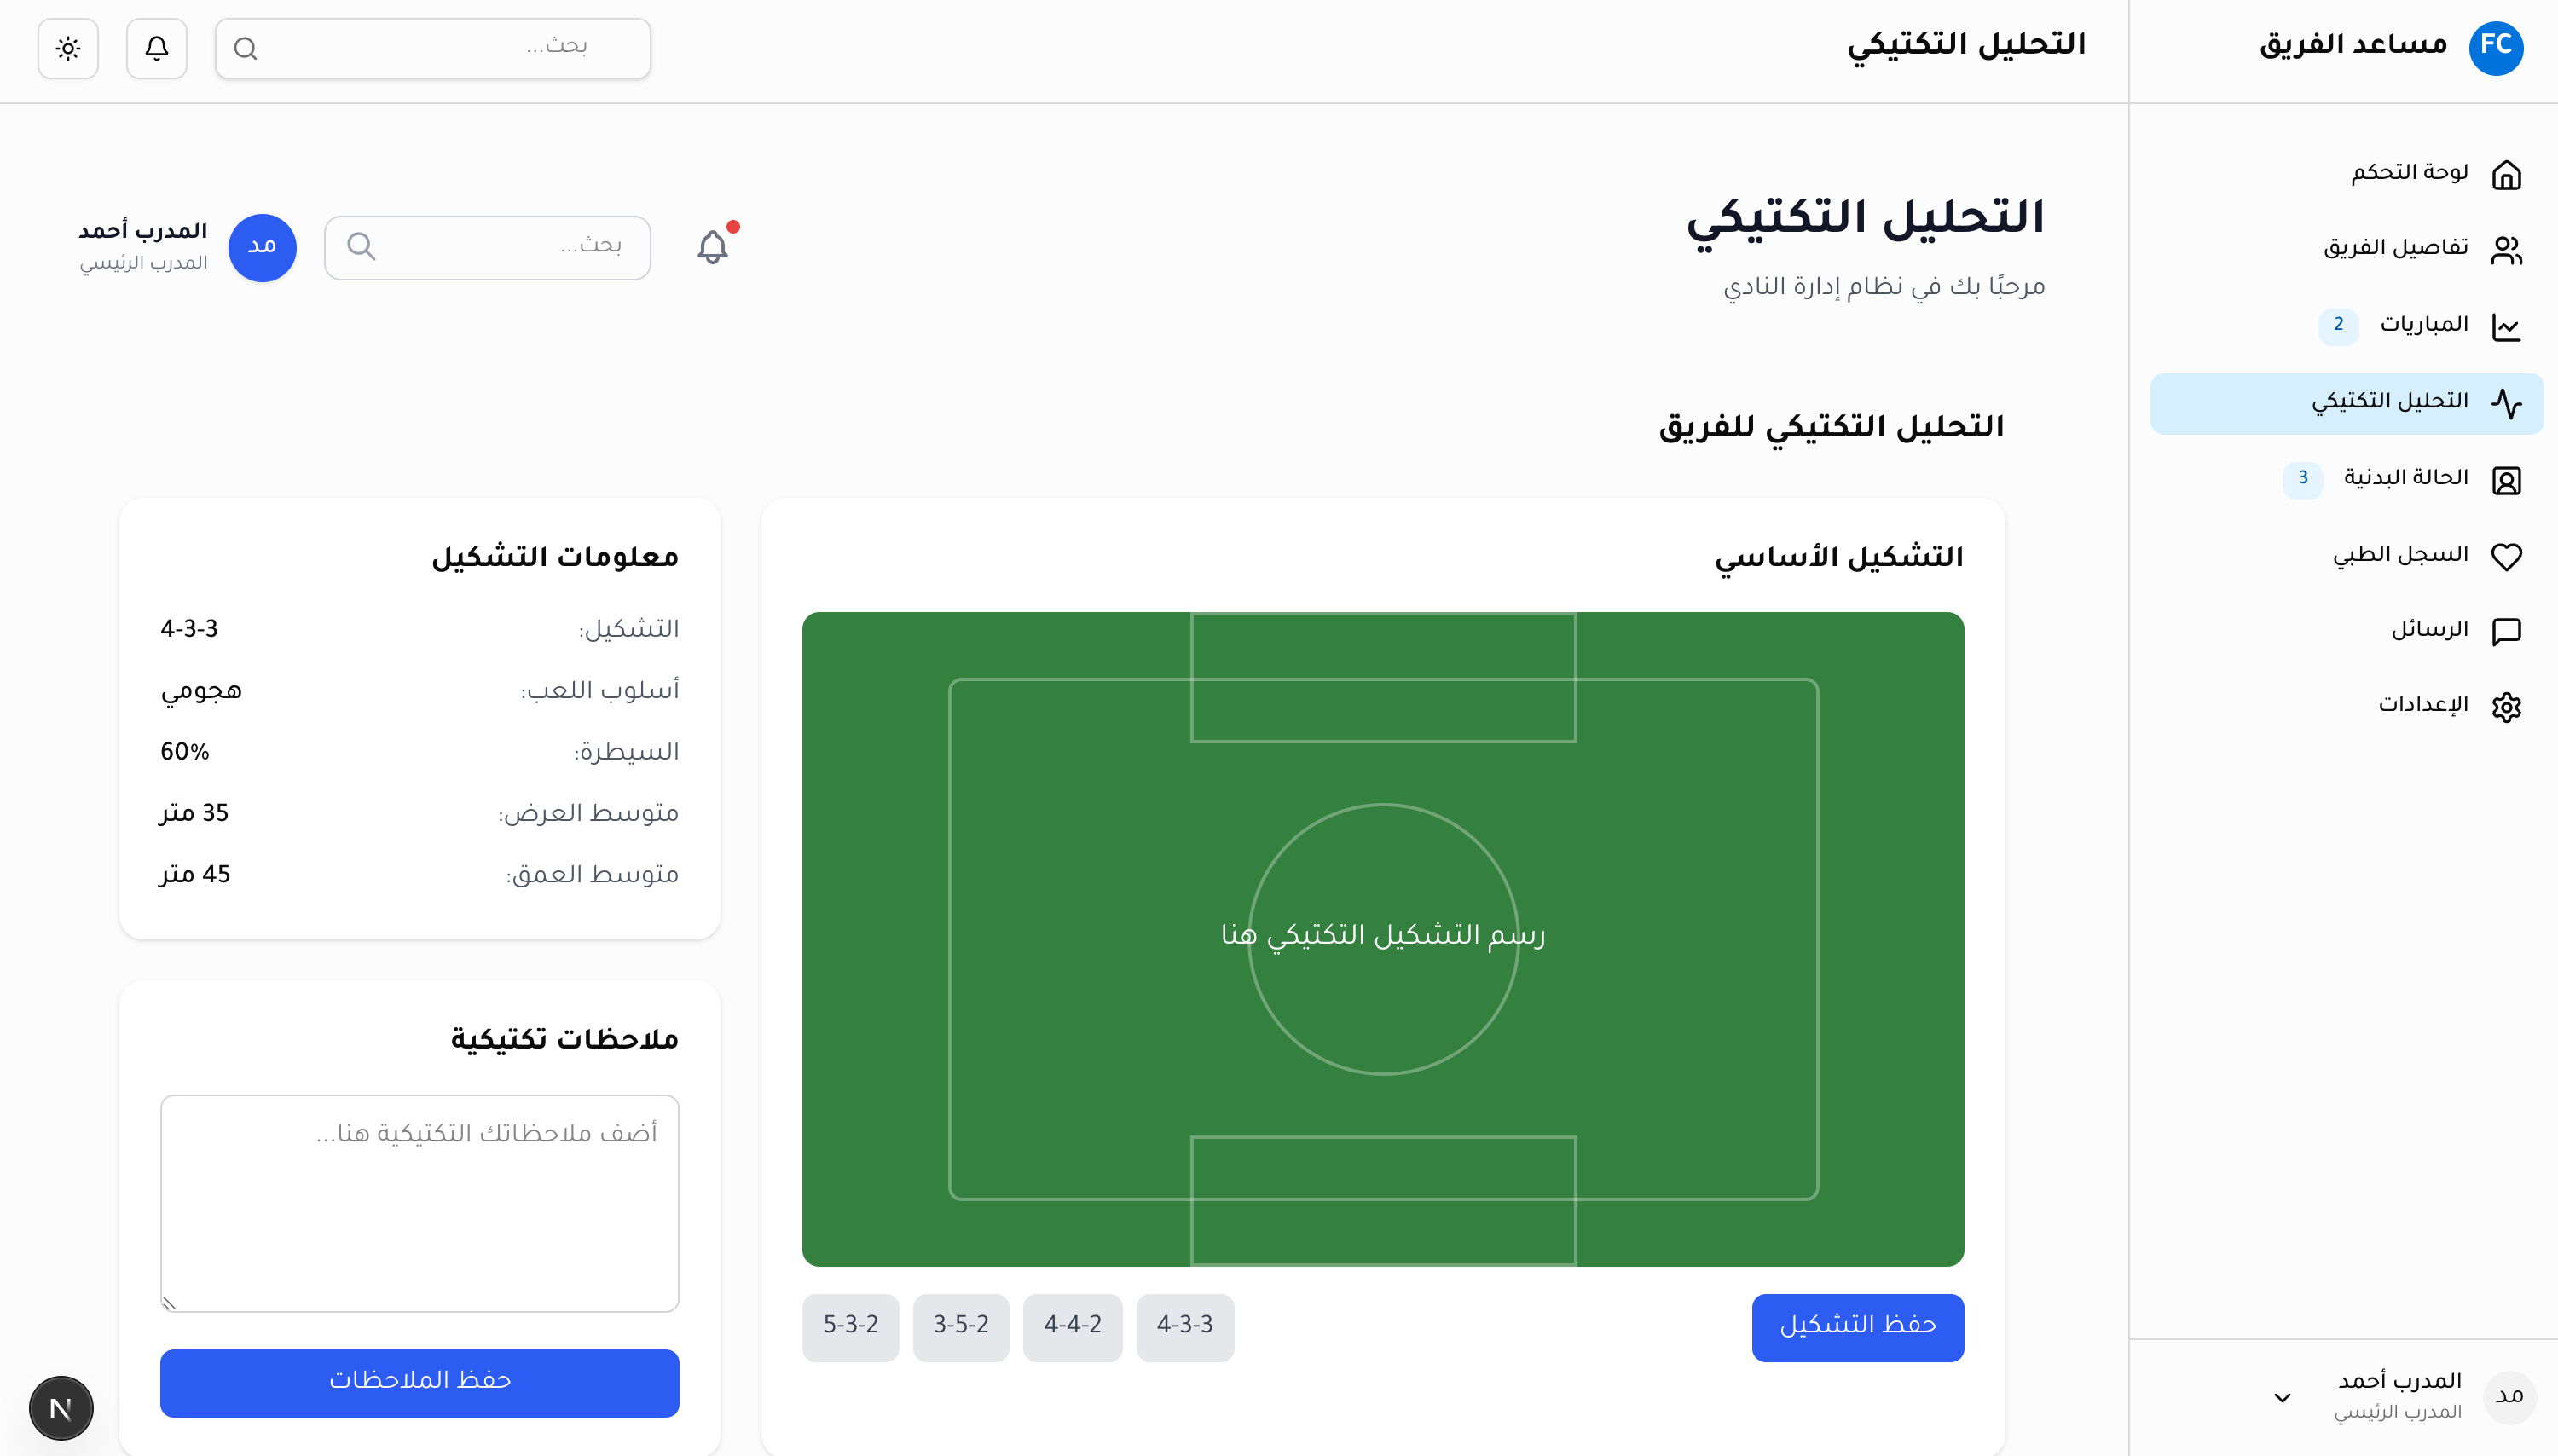 FC
مساعد الفريق
لوحة التحكم
تفاصيل الفريق
المباريات 2
التحليل التكتيكي
الحالة البدنية 3
السجل الطبي
الرسائل
الإعدادات
مد
المدرب أحمد
المدرب الرئيسي
التحليل التكتيكي
بحث...
التحليل التكتيكي
مرحبًا بك في نظام إدارة النادي
بحث...
مد
المدرب أحمد
المدرب الرئيسي
التحليل التكتيكي للفريق
التشكيل الأساسي
رسم التشكيل التكتيكي هنا
حفظ التشكيل
4-3-3
4-4-2
3-5-2
5-3-2
معلومات التشكيل
التشكيل: 4-3-3
أسلوب اللعب: هجومي
السيطرة: 60%
متوسط العرض: 35 متر
متوسط العمق: 45 متر
ملاحظات تكتيكية
أضف ملاحظاتك التكتيكية هنا...
حفظ الملاحظات
N